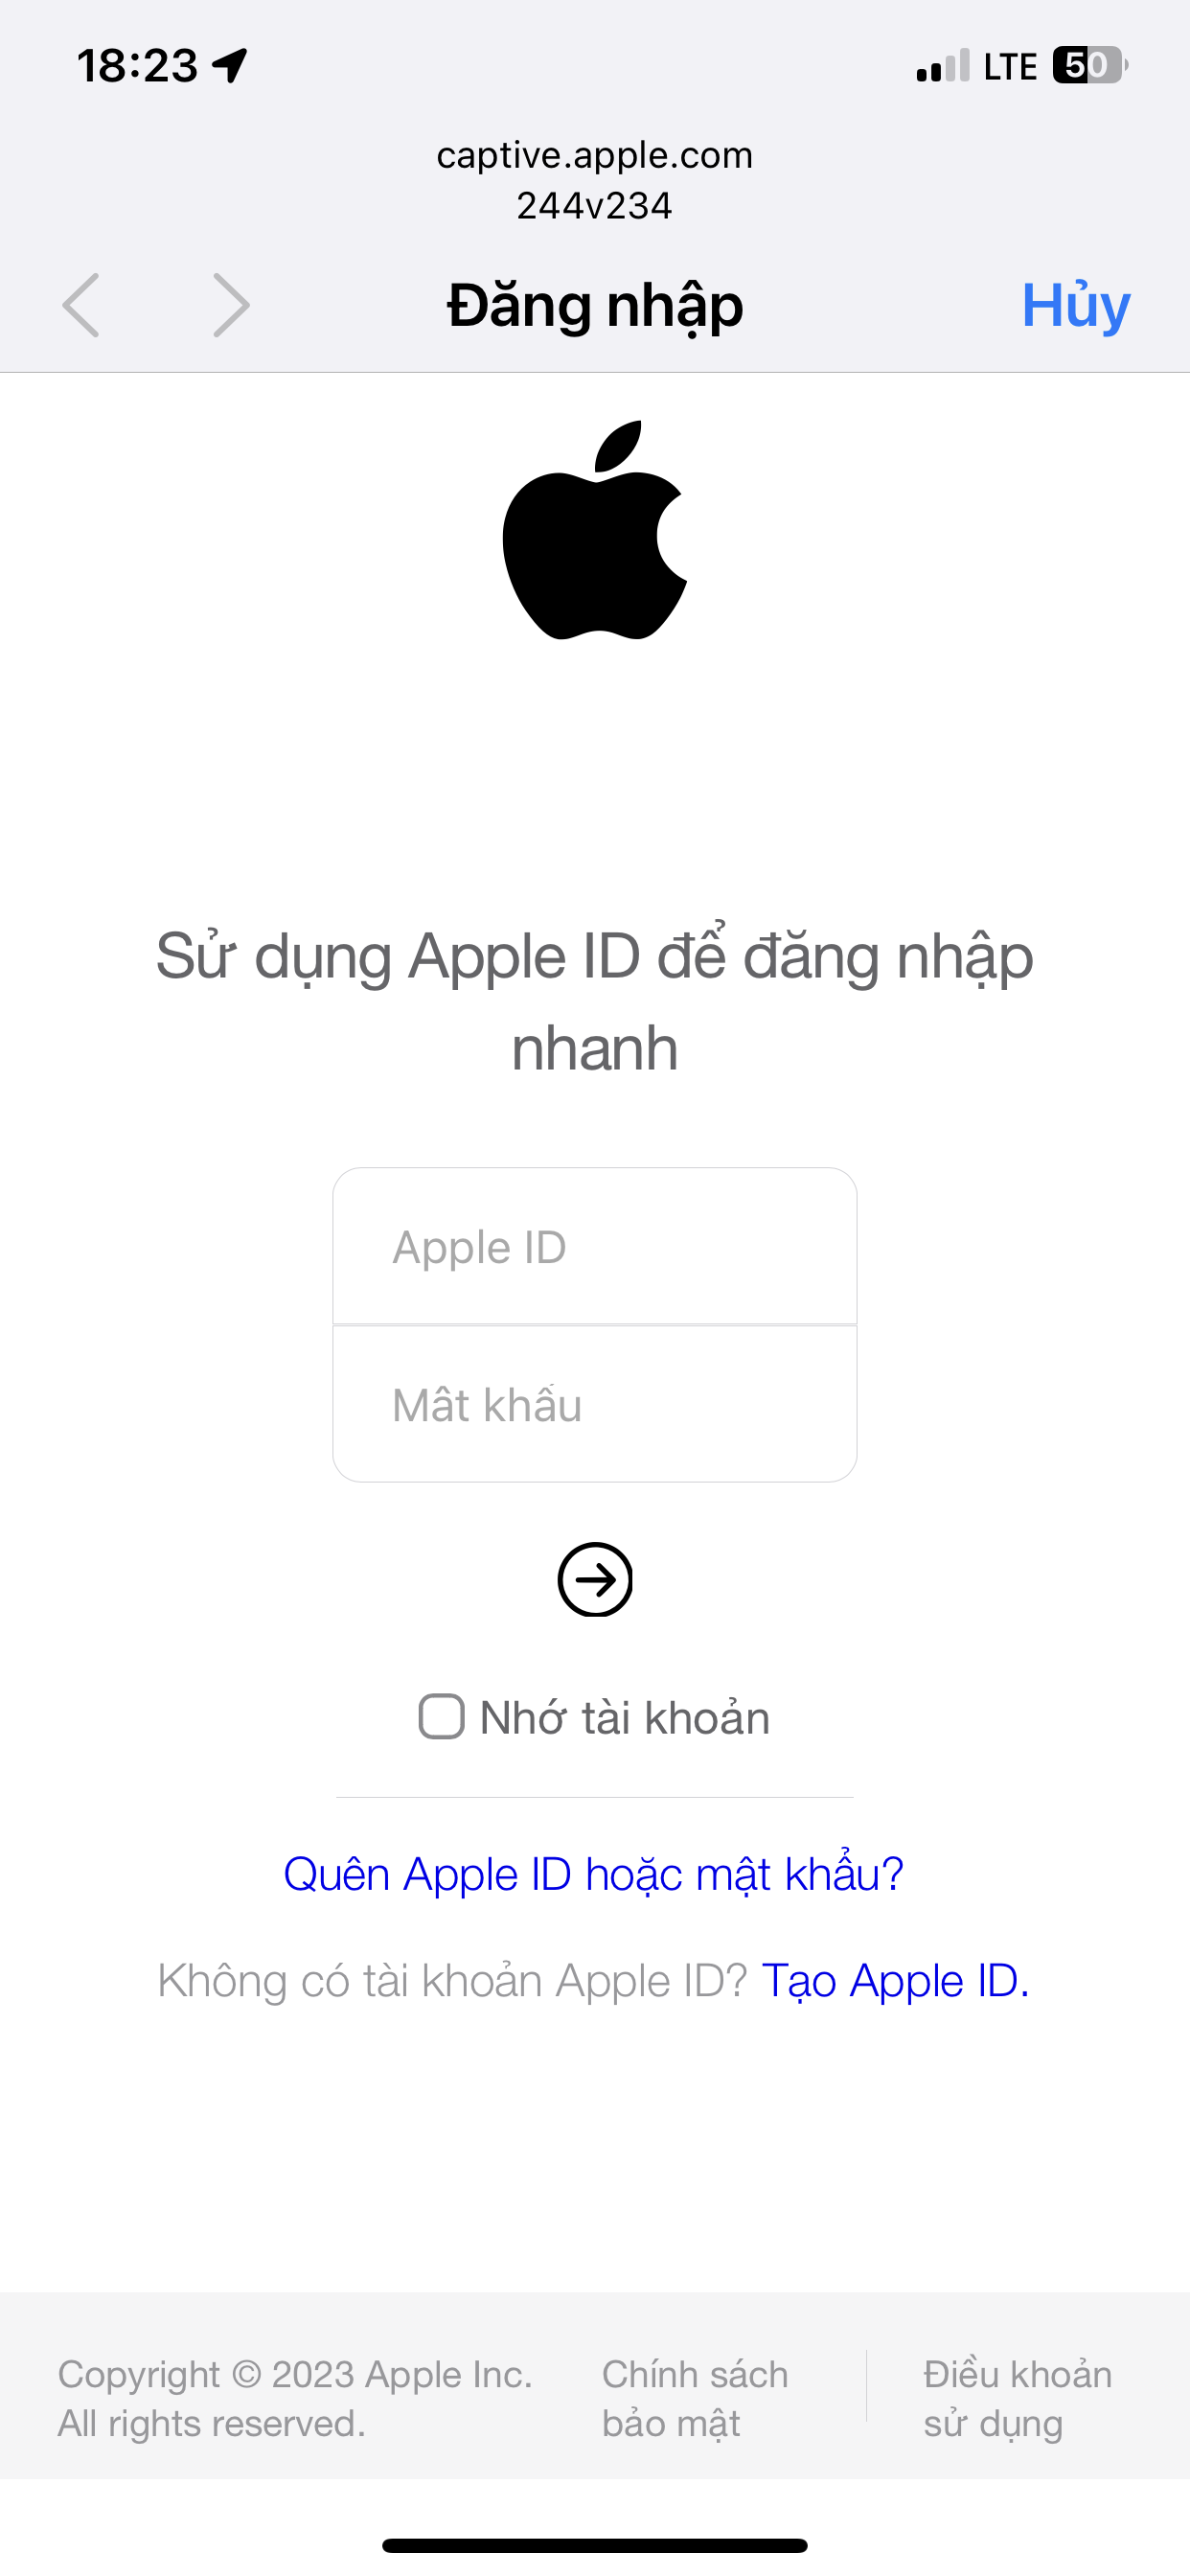 18:23
LTE 50
captive.apple.com
244v234
Đăng nhập
Hủy
Sử dụng Apple ID để đăng nhập
nhanh
Apple ID
Mât khẩu
Nhớ tài khoản
Quên Apple ID hoặc mật khẩu?
Không có tài khoản Apple ID? Tạo Apple ID.
Copyright © 2023 Apple Inc.
All rights reserved.
Chính sách
bảo mật
Điều khoản
sử dụng